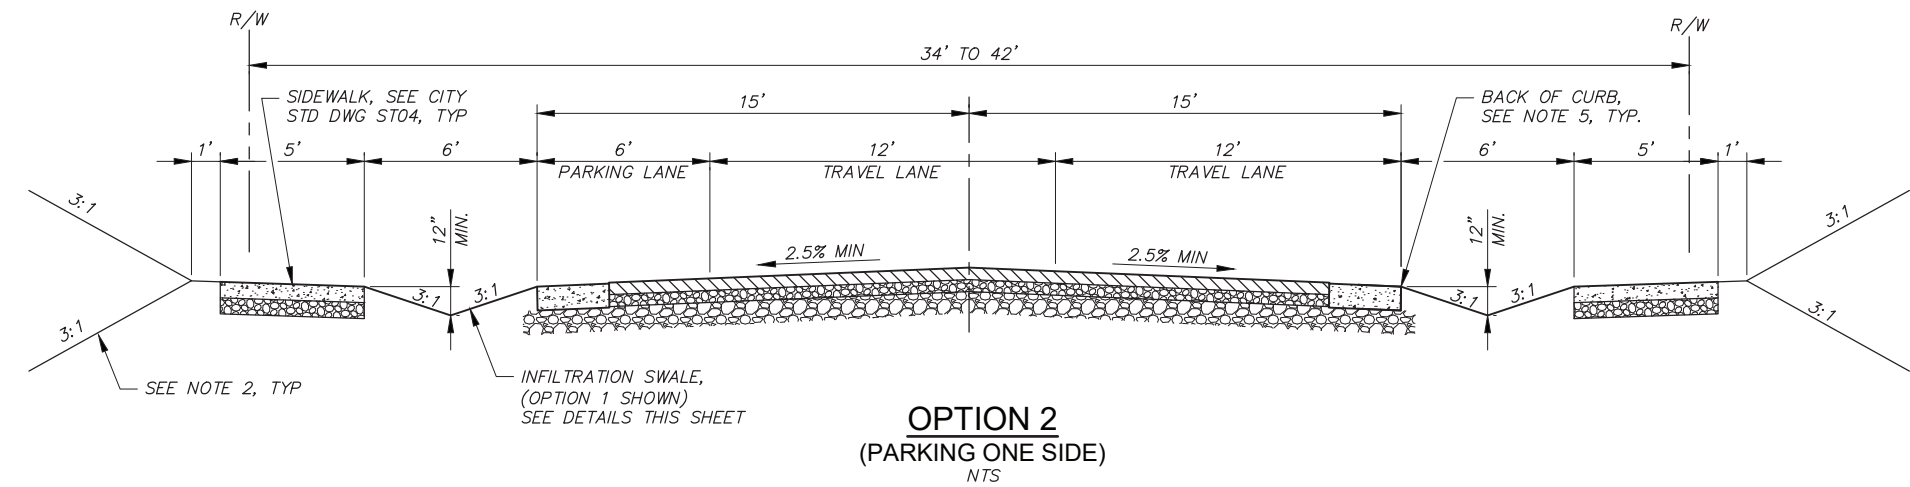 R/W
R/W
34' TO 42'
SIDEWALK, SEE CITY
STD DWG ST04, TYP
15'
15'
BACK OF CURB,
SEE NOTE 5, TYP.
1'
5'
6'
6'
12'
12'
6'
5'
1'
PARKING LANE
TRAVEL LANE
TRAVEL LANE
3:1
12"
MIN.
2.5% MIN
2.5% MIN
12"
MIN.
3:1
3:1
3:1
3:1
3:1
3:1
3:1
SEE NOTE 2, TYP
INFILTRATION SWALE,
(OPTION 1 SHOWN)
SEE DETAILS THIS SHEET
OPTION 2
(PARKING ONE SIDE)
NTS